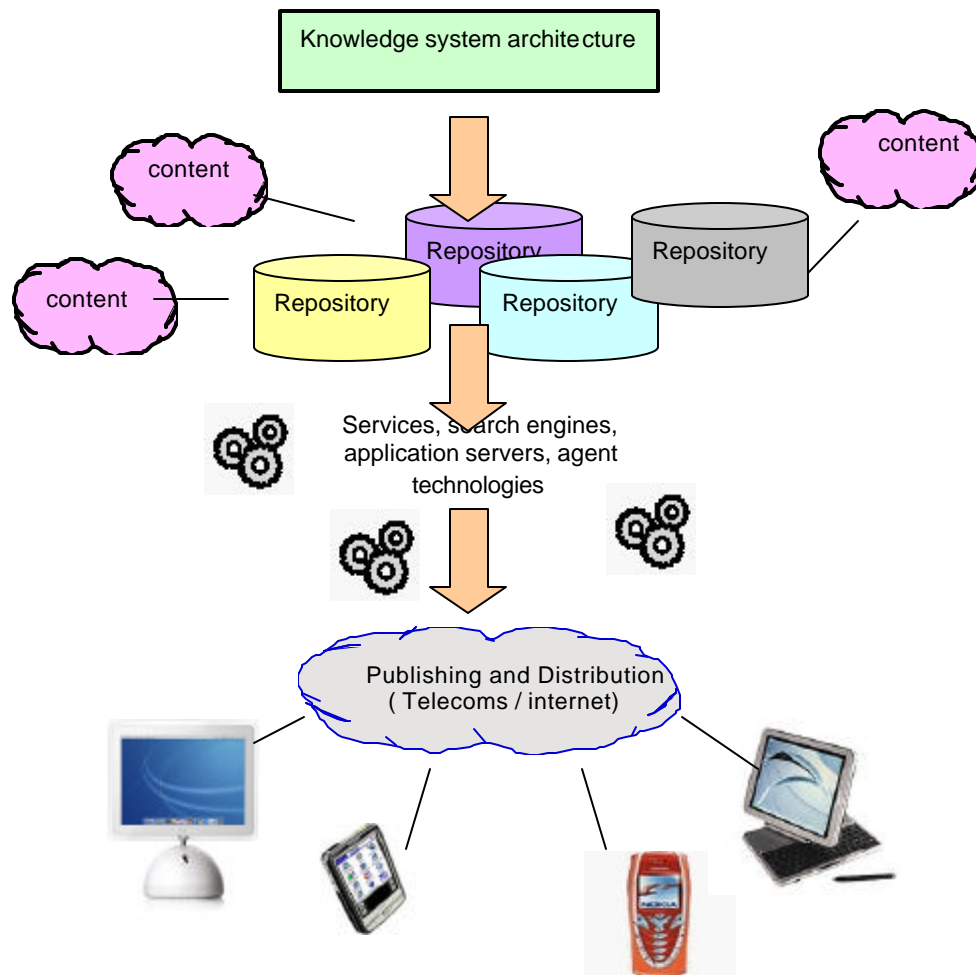 Knowledge system architecture
content
content
content
Repository
Repository
Repository
Repository
Services, search engines,
application servers, agent
technologies
Publishing and Distribution
( Telecoms / internet)
NOKIA